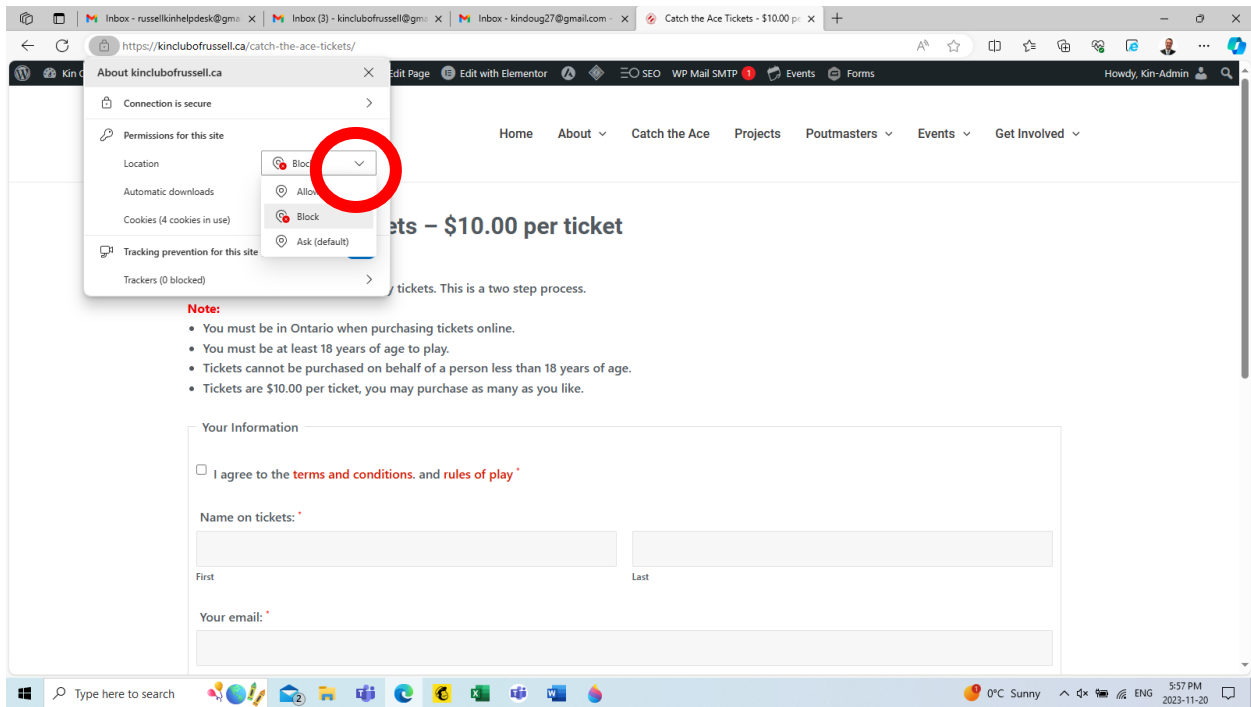 Inbox - russellkinhelpdesk@gma
Inbox (3) - kinclubofrussell@gma
Inbox - kindoug27@gmail.com -
Catch the Ace Tickets - $10.00 pe
https://kinclubofrussell.ca/catch-the-ace-tickets/
Kin
Edit Page
Edit with Elementor
SEO
WP Mail SMTP 1
Events
Forms
Howdy, Kin-Admin
About kinclubofrussell.ca
Connection is secure
Permissions for this site
Location
Block
Automatic downloads
Allow
Cookies (4 cookies in use)
Block
Ask (default)
Tracking prevention for this site
Trackers (0 blocked)
Home
About
Catch the Ace
Projects
Poutmasters
Events
Get Involved
ets – $10.00 per ticket
tickets. This is a two step process.
Note:
• You must be in Ontario when purchasing tickets online.
• You must be at least 18 years of age to play.
• Tickets cannot be purchased on behalf of a person less than 18 years of age.
• Tickets are $10.00 per ticket, you may purchase as many as you like.
Your Information
I agree to the terms and conditions. and rules of play *
Name on tickets: *
First
Last
Your email: *
Type here to search
2
0°C Sunny
ENG
5:57 PM
2023-11-20